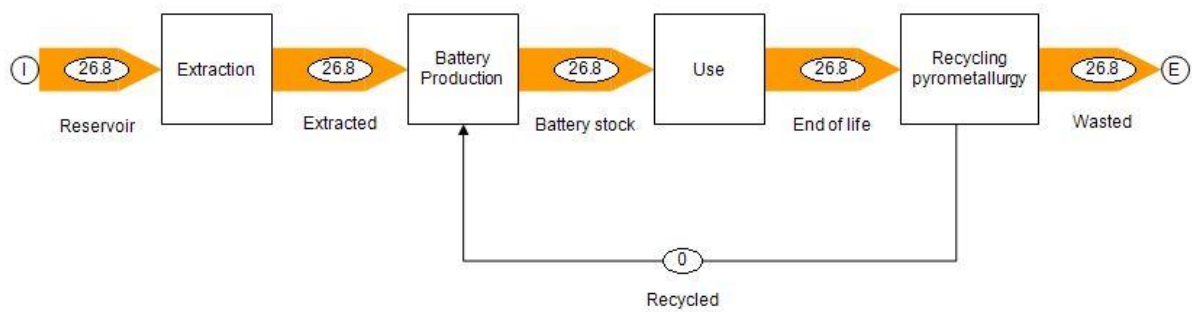 I
26.8
Reservoir
Extraction
26.8
Extracted
Battery
Production
26.8
Battery stock
Use
26.8
End of life
Recycling
pyrometallurgy
26.8
Wasted
E
0
Recycled